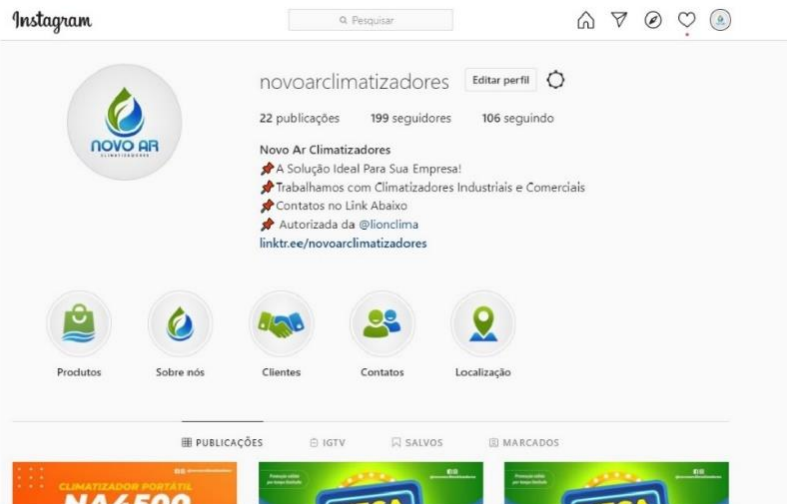 Instagram
Pesquisar
novoarclimatizadores Editar perfil
22 publicações 199 seguidores 106 seguindo
NOVO AR
CLIMATIZADORES
Novo Ar Climatizadores
📌A Solução Ideal Para Sua Empresa!
📌Trabalhamos com Climatizadores Industriais e Comerciais
📌Contatos no Link Abaixo
📌 Autorizada da @lionclima
linktr.ee/novoarclimatizadores
Produtos Sobre nós Clientes Contatos Localização
PUBLICAÇÕES IGTV SALVOS MARCADOS
CLIMATIZADOR PORTÁTIL
NA4500